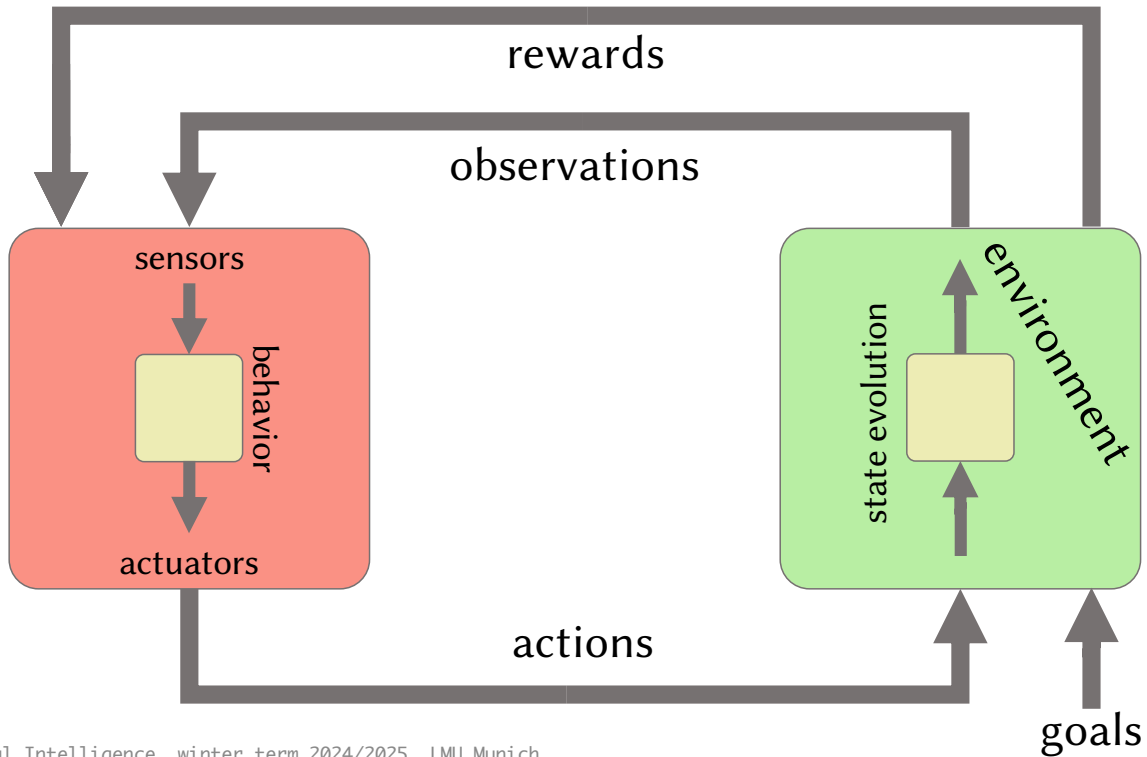 rewards
observations
sensors
behavior
actuators
state evolution
environment
actions
goals
Intelligence, winter term 2024/2025, LMU Munich